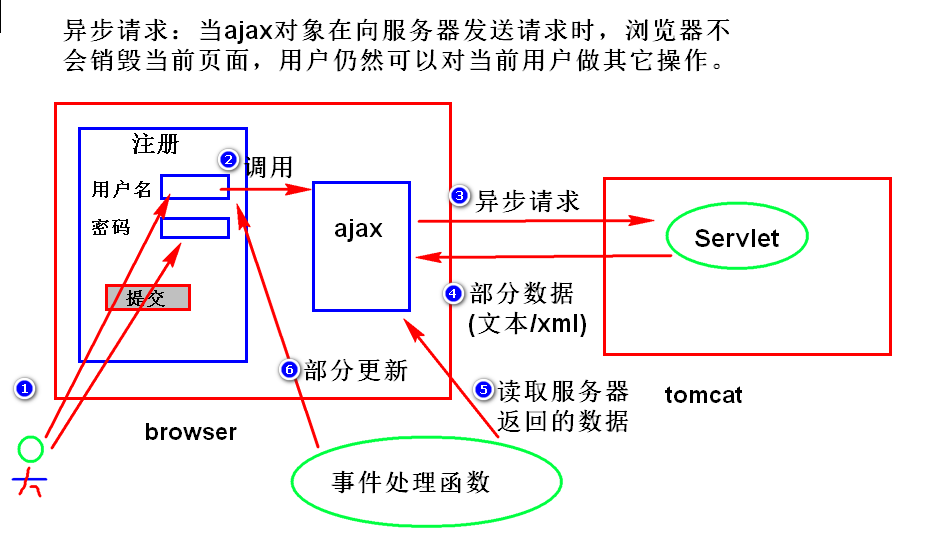 异步请求：当ajax对象在向服务器发送请求时，浏览器不
会销毁当前页面，用户仍然可以对当前用户做其它操作。
注册
用户名
密码
提交
2 调用
ajax
3 异步请求
Servlet
4 部分数据
(文本/xml)
6 部分更新
5 读取服务器
返回的数据
tomcat
1
browser
事件处理函数